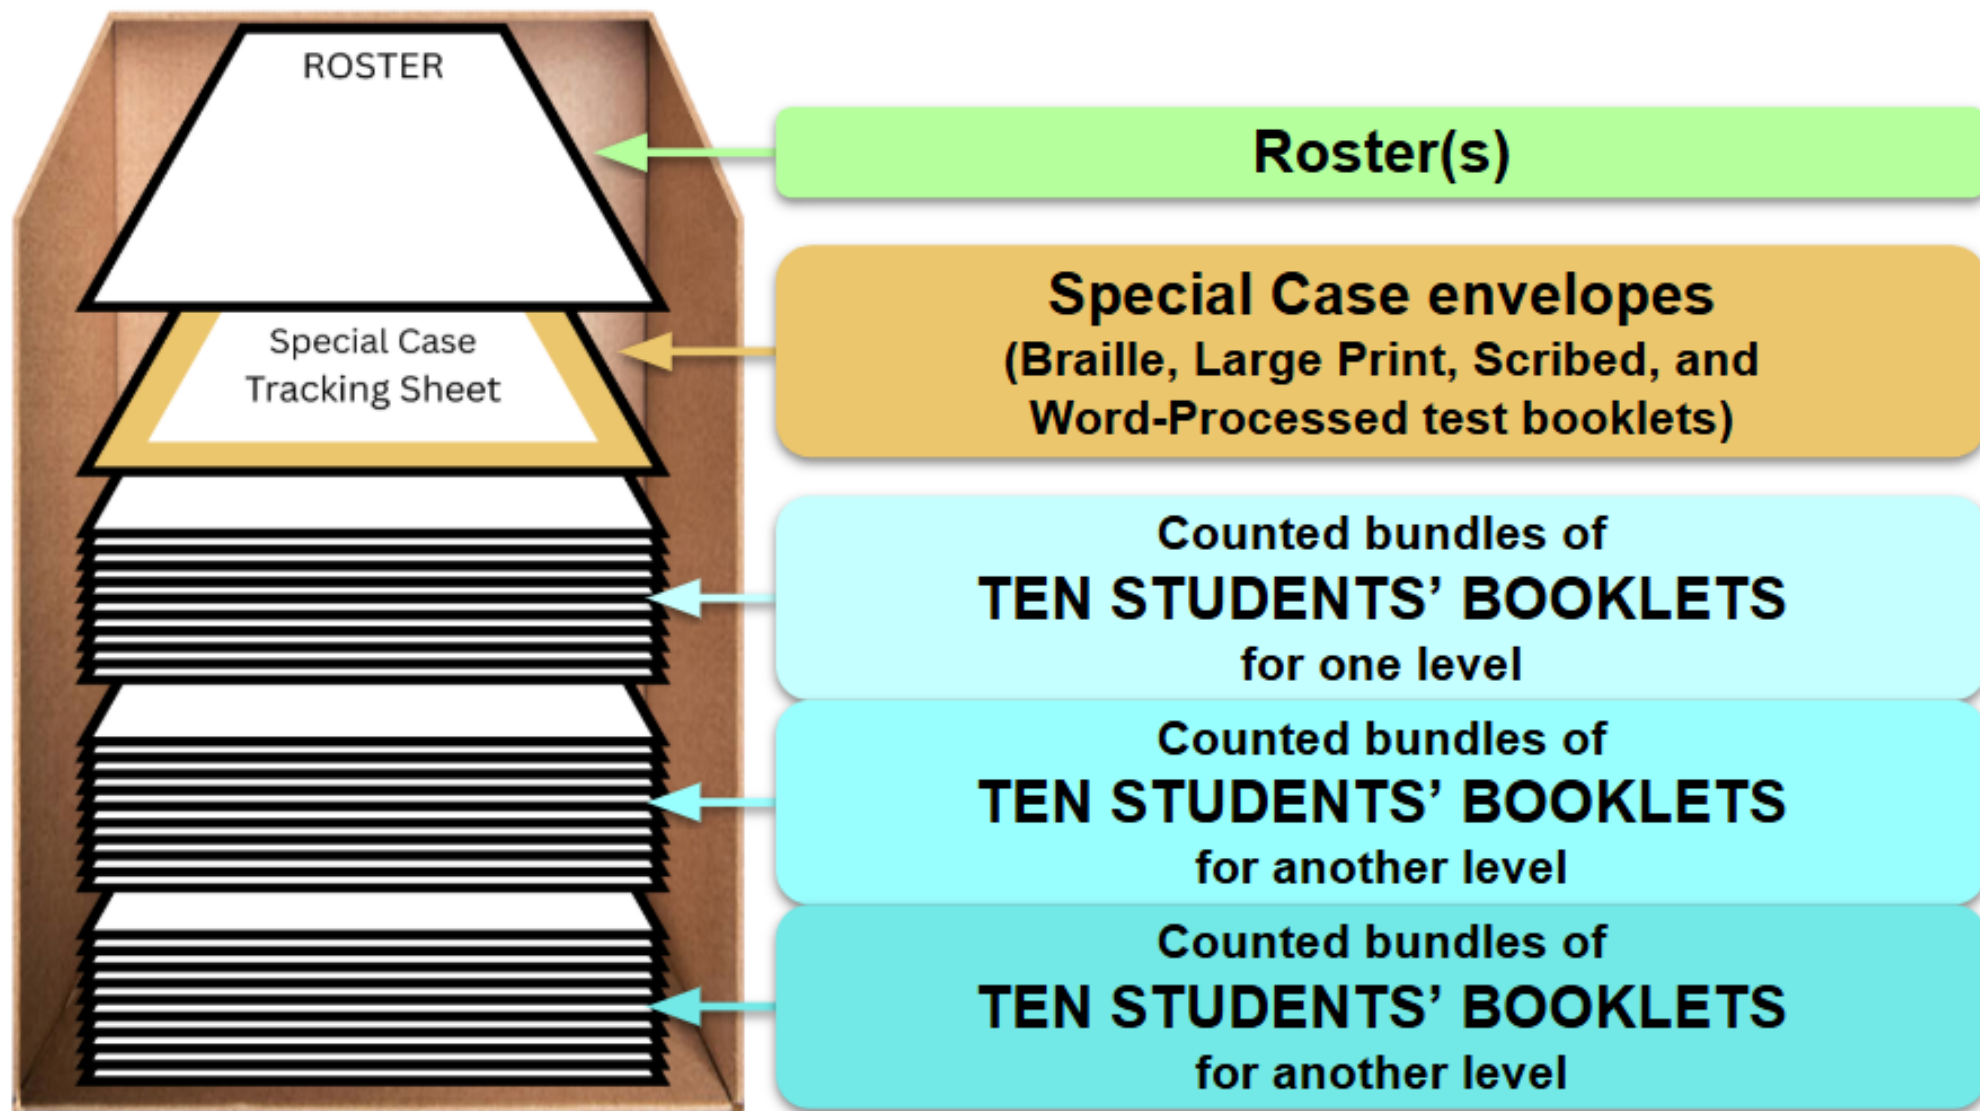 ROSTER
Roster(s)
Special Case
Tracking Sheet
Special Case envelopes
(Braille, Large Print, Scribed, and
Word-Processed test booklets)
Counted bundles of
TEN STUDENTS’ BOOKLETS
for one level
Counted bundles of
TEN STUDENTS’ BOOKLETS
for another level
Counted bundles of
TEN STUDENTS’ BOOKLETS
for another level